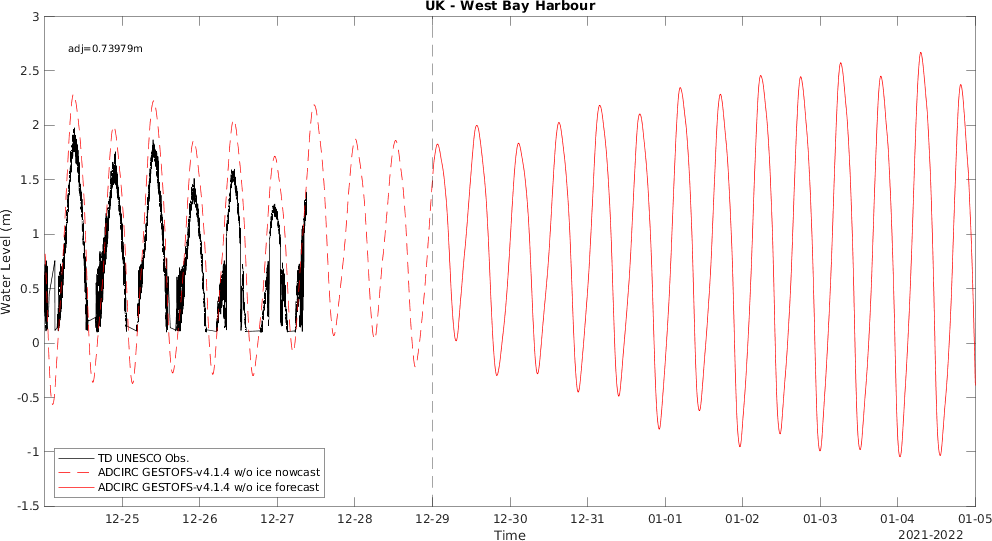 UK - West Bay Harbour
adj=0.73979m
3
2.5
2
1.5
1
0.5
0
-0.5
-1
-1.5
Water Level (m)
TD UNESCO Obs.
ADCIRC GESTOFS-v4.1.4 w/o ice nowcast
ADCIRC GESTOFS-v4.1.4 w/o ice forecast
12-25 12-26 12-27 12-28 12-29 12-30 12-31 01-01 01-02 01-03 01-04 01-05
Time
2021-2022